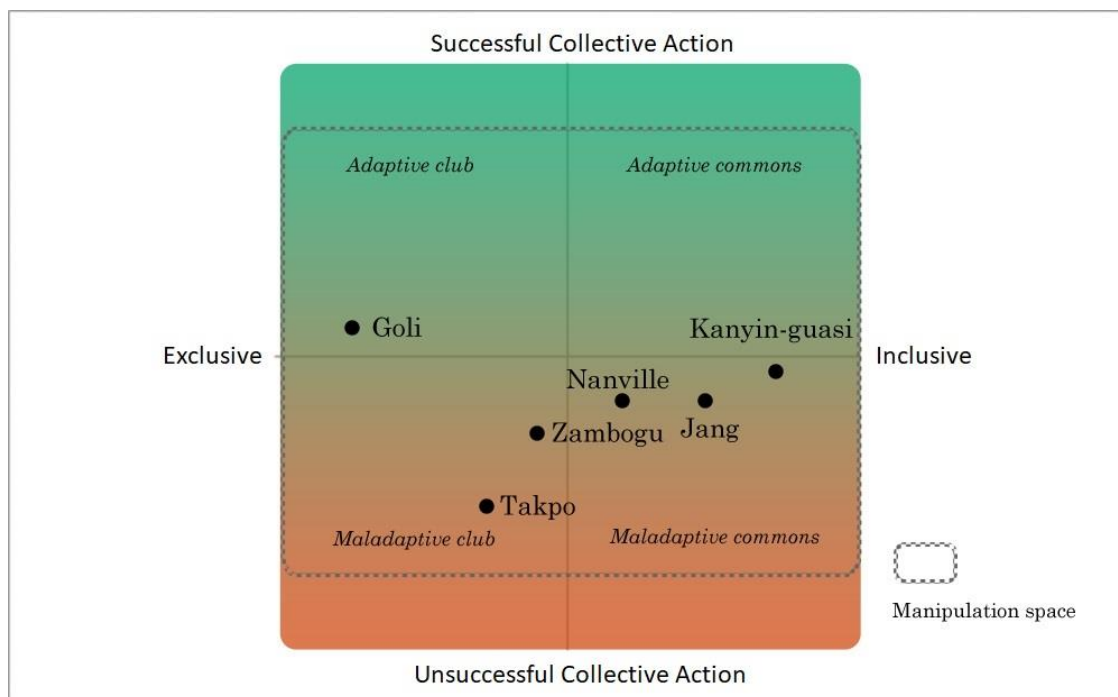 Successful Collective Action
Adaptive club
Adaptive commons
Goli
Kanyin-guasi
Exclusive
Inclusive
Nanville
Zambogu
Jang
Takpo
Maladaptive club
Maladaptive commons
Manipulation space
Unsuccessful Collective Action